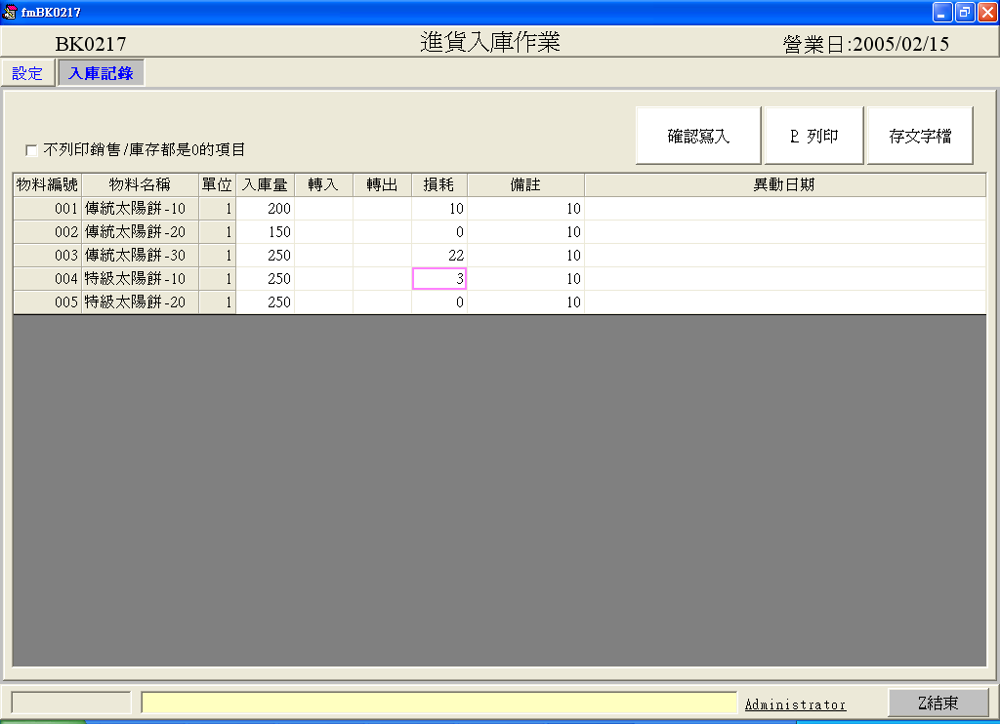 fmBK0217
BK0217 進貨入庫作業 營業日:2005/02/15
設定 入庫記錄
確認寫入 P 列印 存文字檔
不列印銷售/庫存都是0的項目
物料編號 物料名稱 單位 入庫量 轉入 轉出 損耗 備註 異動日期
001 傳統太陽餅-10 1 200 10 10
002 傳統太陽餅-20 1 150 0 10
003 傳統太陽餅-30 1 250 22 10
004 特級太陽餅-10 1 250 3 10
005 特級太陽餅-20 1 250 0 10
Administrator Z結束